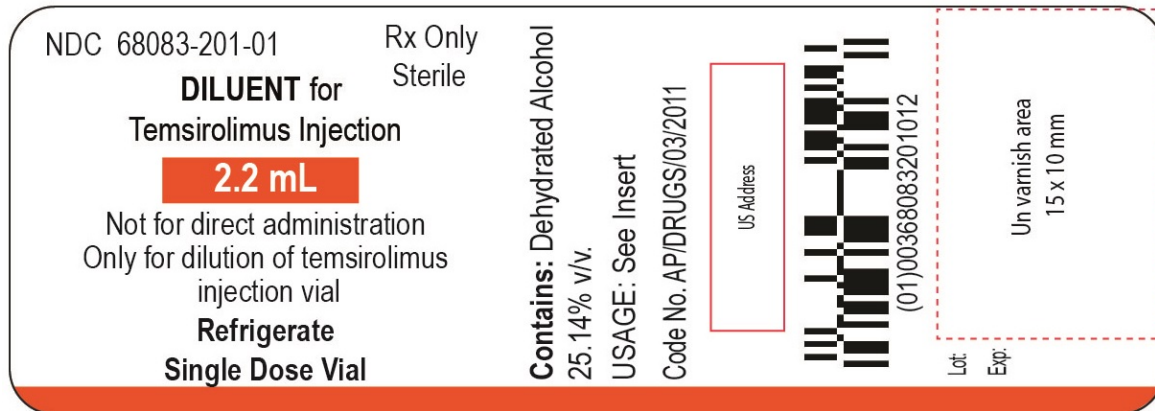 NDC 68083-201-01
Rx Only
Sterile
DILUENT for
Temsirolimus Injection
2.2 mL
Not for direct administration
Only for dilution of temsirolimus
injection vial
Refrigerate
Single Dose Vial
Contains: Dehydrated Alcohol
25.14% v/v.
USAGE: See Insert
Code No. AP/DRUGS/03/2011
US Address
(01)00368083201012
Un varnish area
15 x 10 mm
Lot:
Exp: